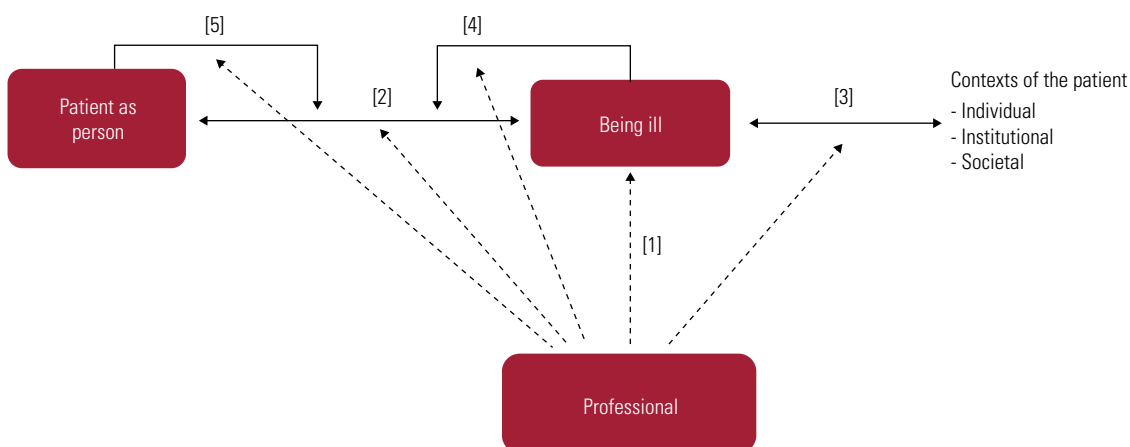 [5]
[4]
Patient as
person
[2]
Being ill
[3]
Contexts of the patient
- Individual
- Institutional
- Societal
[1]
Professional